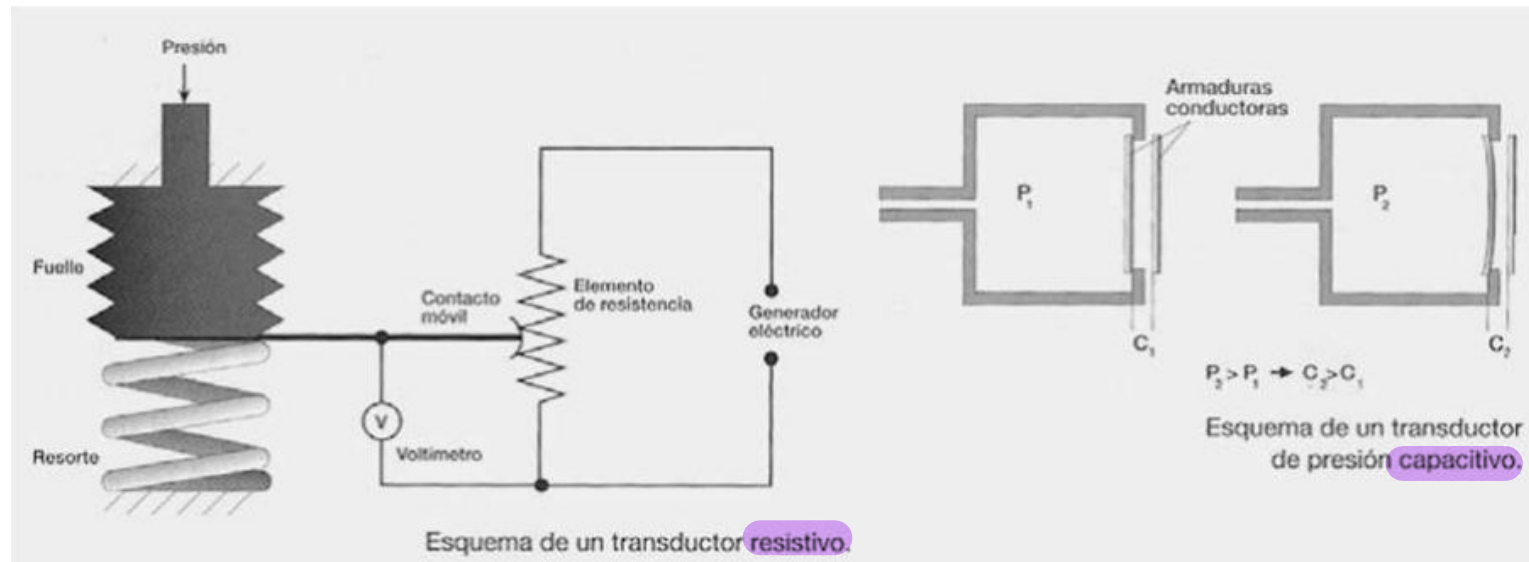 Presión
Fuelle
Resorte
Contacto
móvil
V
Voltímetro
Elemento
de resistencia
Generador
eléctrico
Esquema de un transductor resistivo.
Armaduras
conductoras
P₁
C₁
P₂
C₂
P₂ > P₁ → C₂>C₁
Esquema de un transductor
de presión capacitivo.